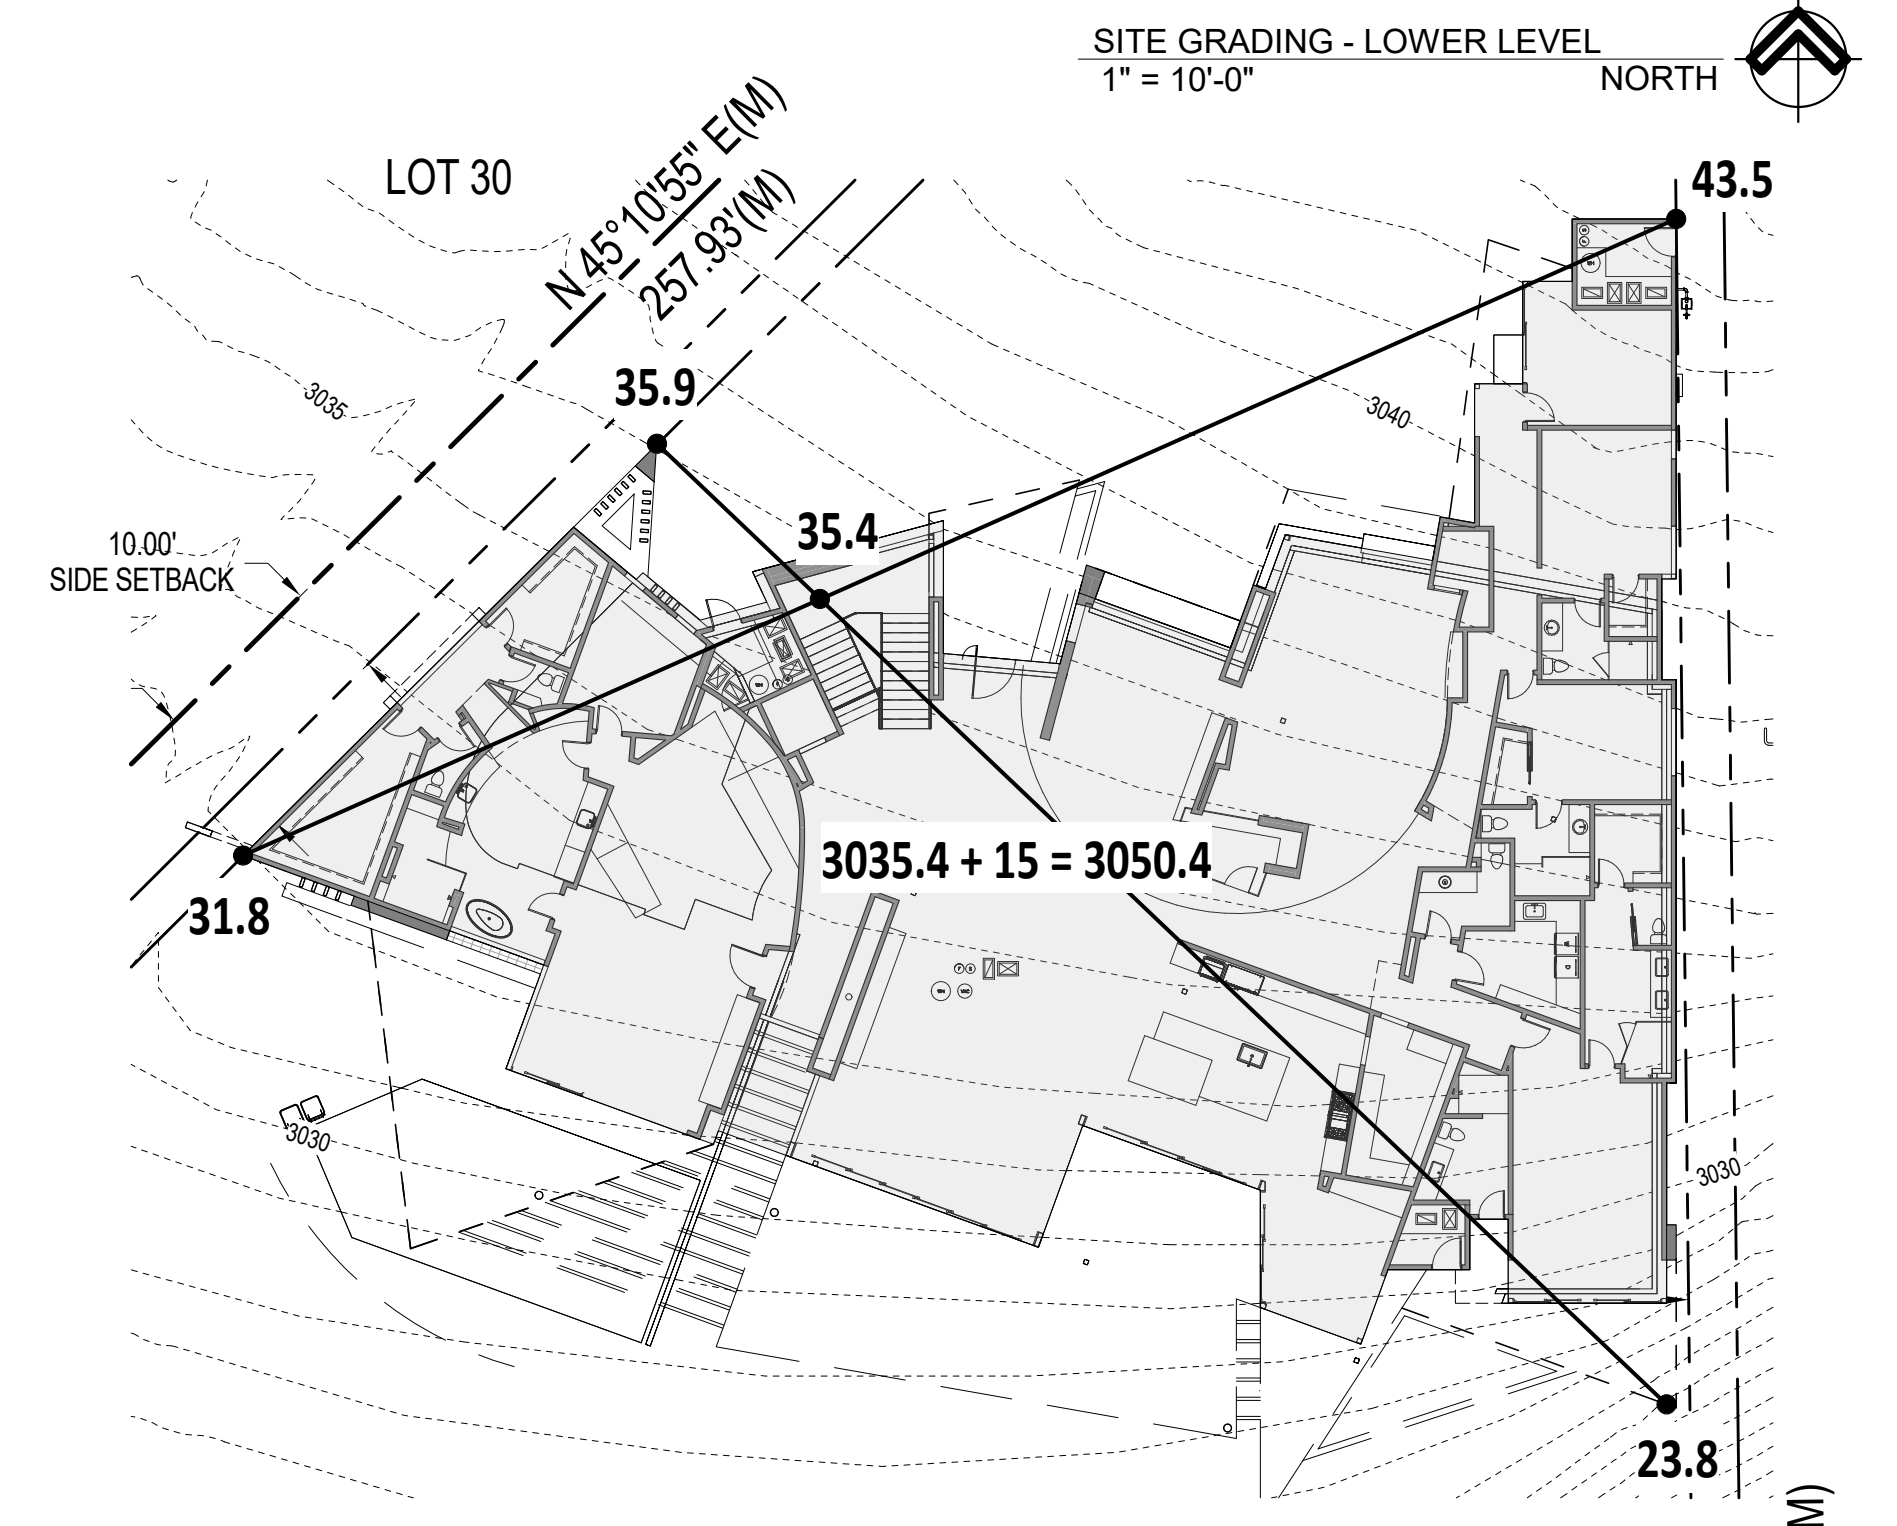 SITE GRADING - LOWER LEVEL
1" = 10'-0"
NORTH
LOT 30
N 45°10'55" E(M)
257.93'(M)
43.5
35.9
3035
3040
35.4
10.00'
SIDE SETBACK
3035.4 + 15 = 3050.4
31.8
3030
3030
23.8
M)